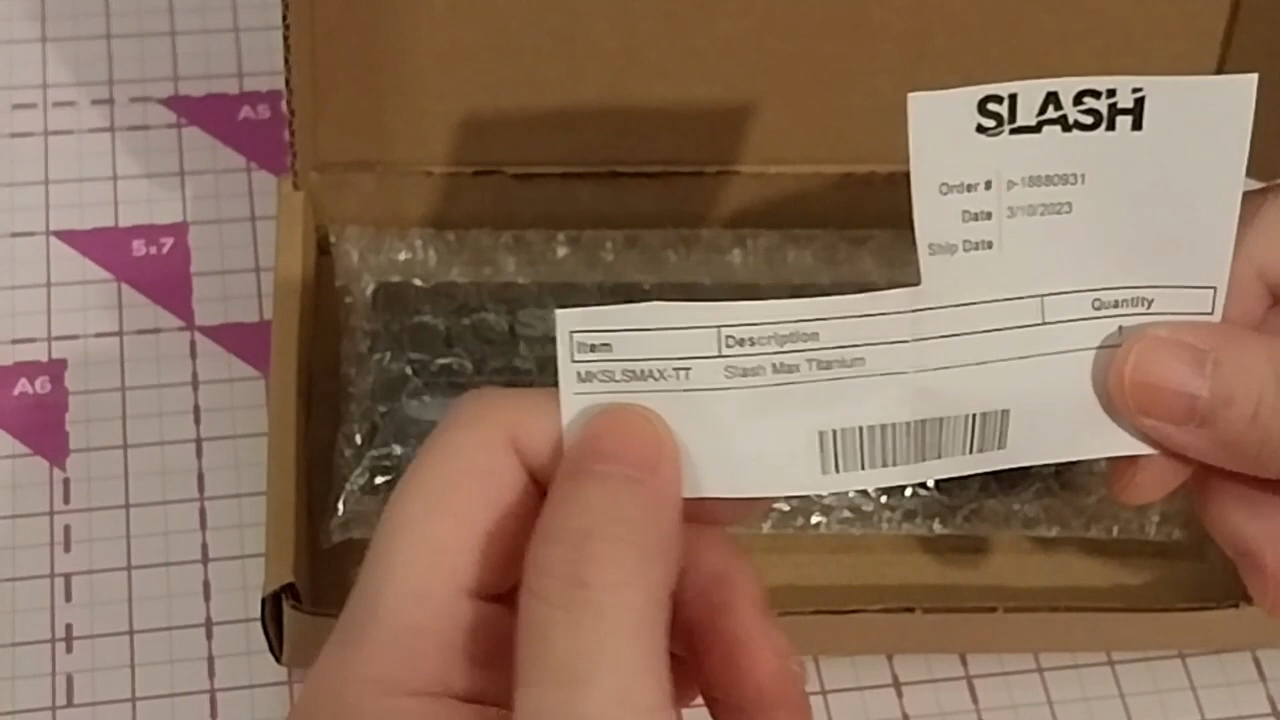 A5
5x7
A6
SLASH
Order # p-18880931
Date 3/10/2023
Ship Date
Item Description Quantity
MKSLSMAX-TT Slash Max Titanium